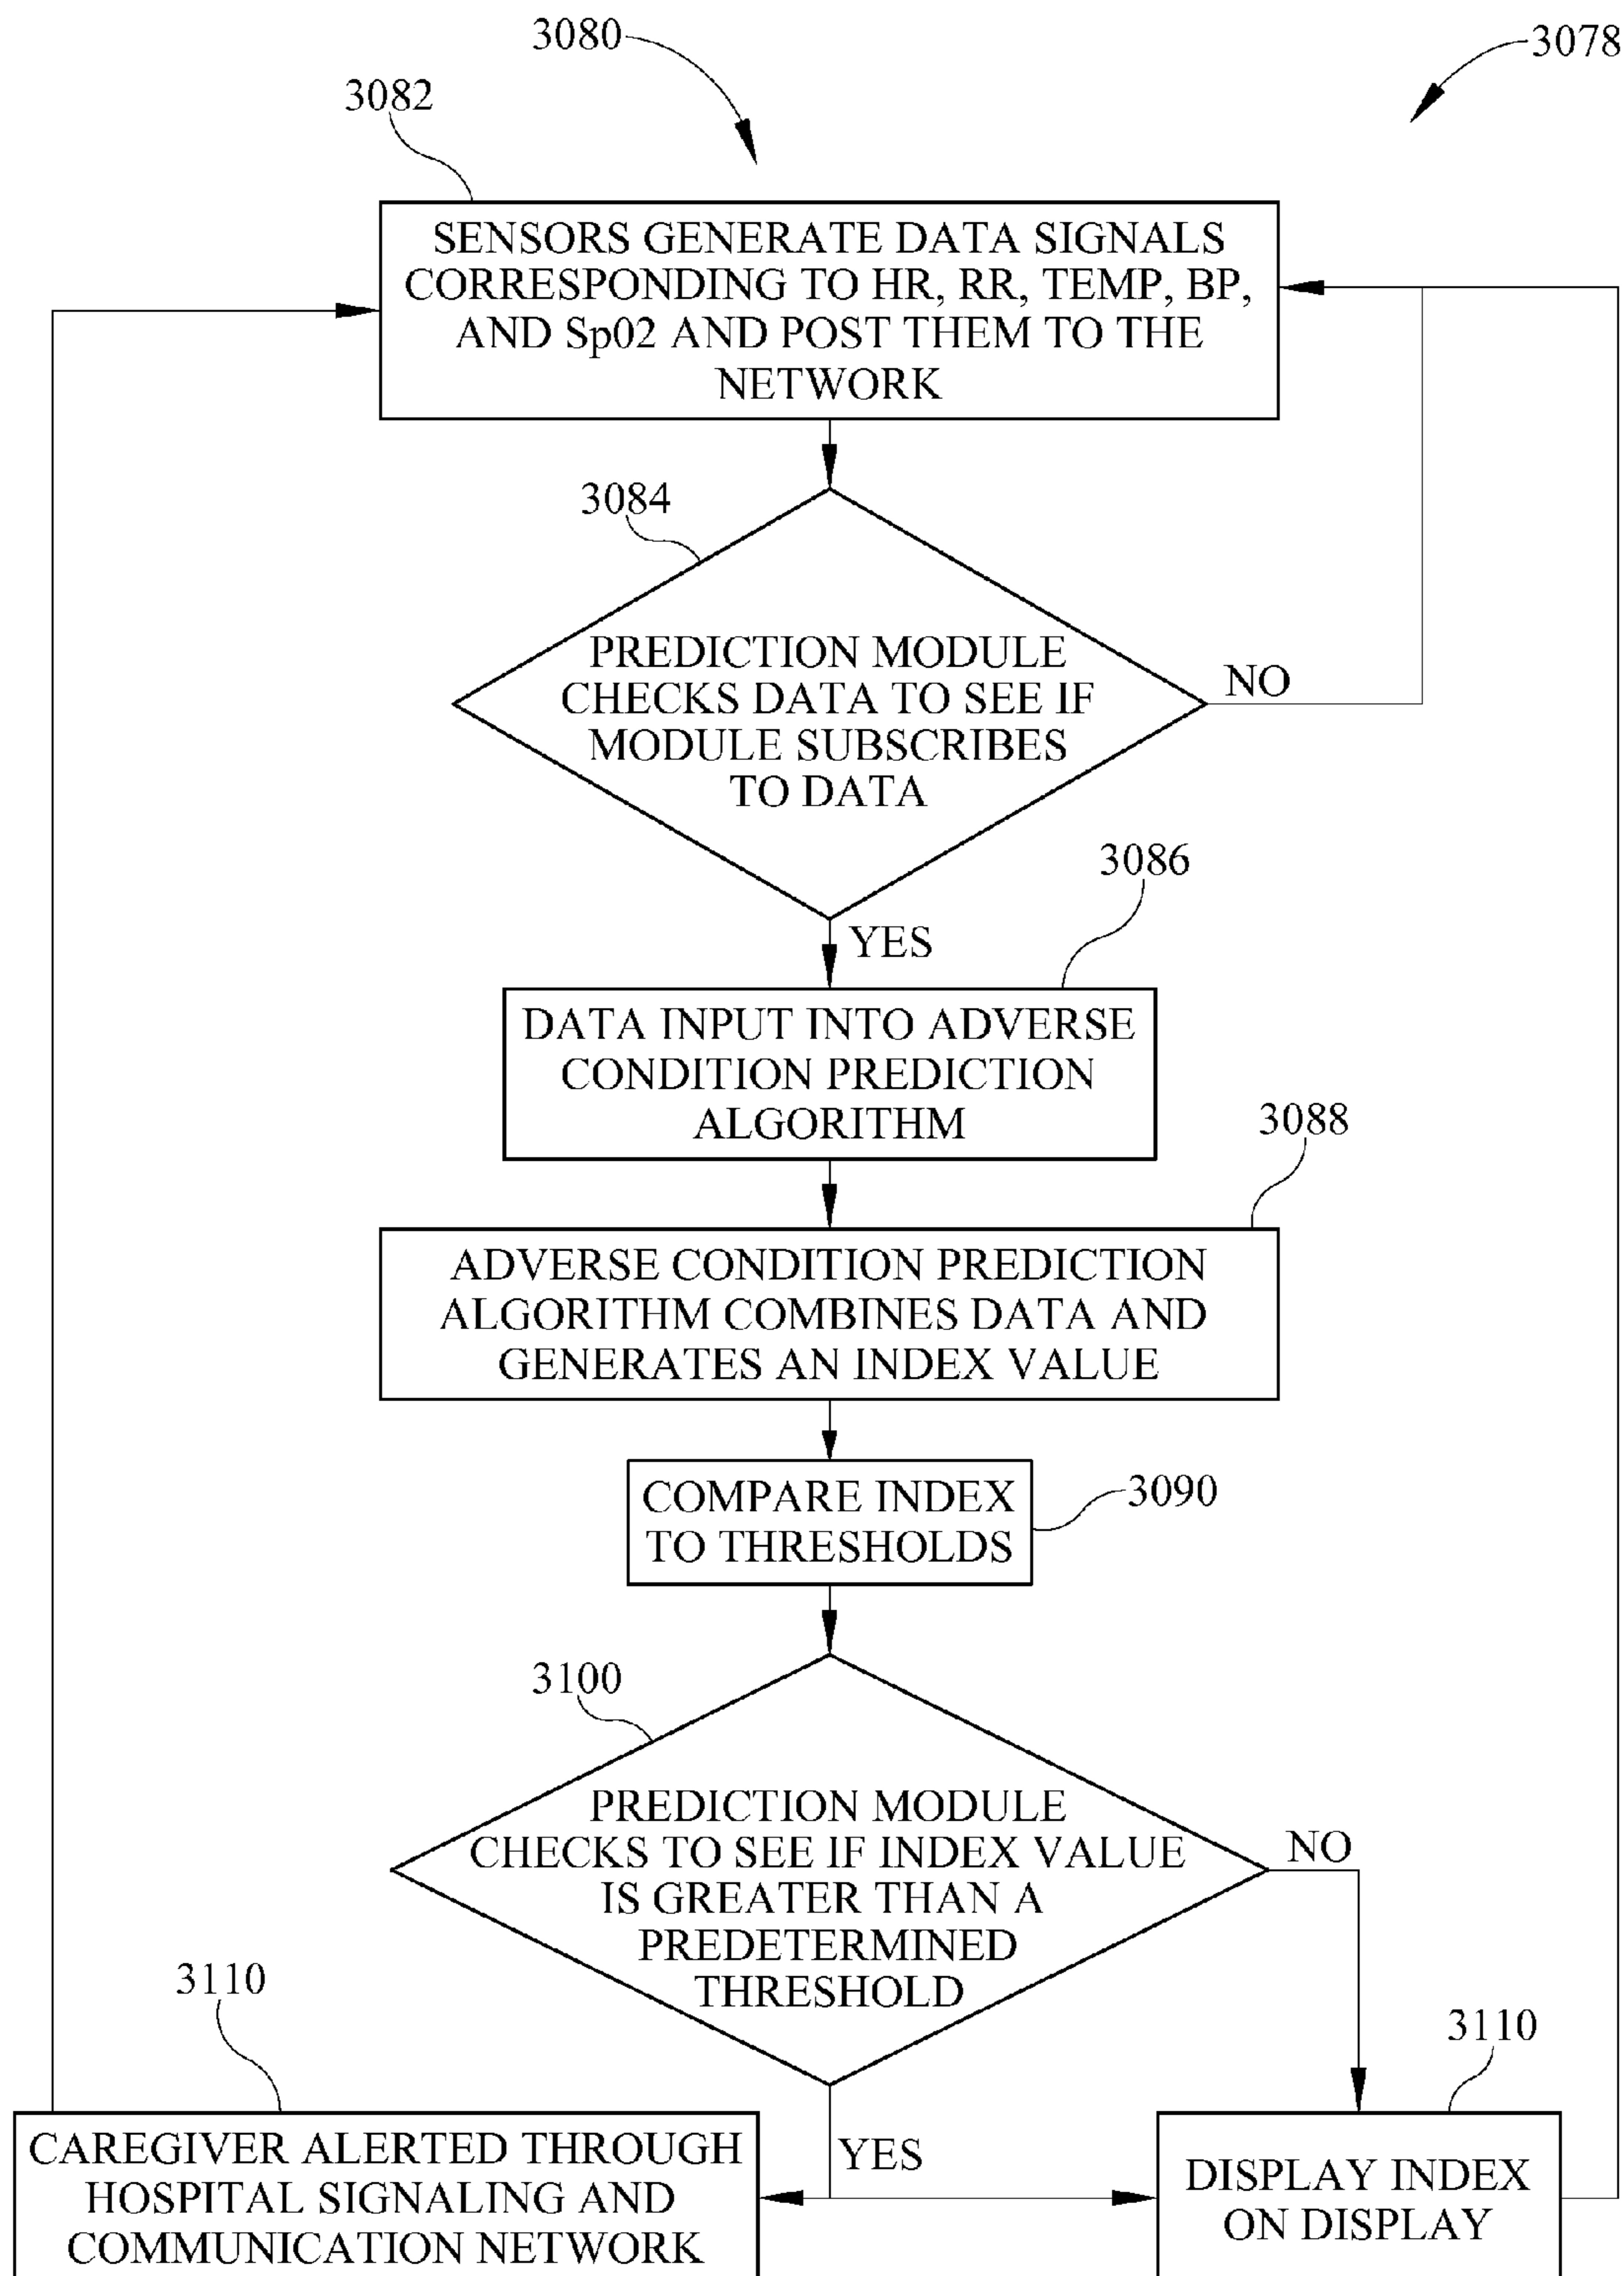 3080
3078
3082
SENSORS GENERATE DATA SIGNALS
CORRESPONDING TO HR, RR, TEMP, BP,
AND Sp02 AND POST THEM TO THE
NETWORK
3084
PREDICTION MODULE
CHECKS DATA TO SEE IF
MODULE SUBSCRIBES
TO DATA
NO
YES
3086
DATA INPUT INTO ADVERSE
CONDITION PREDICTION
ALGORITHM
3088
ADVERSE CONDITION PREDICTION
ALGORITHM COMBINES DATA AND
GENERATES AN INDEX VALUE
COMPARE INDEX
TO THRESHOLDS
3090
3100
PREDICTION MODULE
CHECKS TO SEE IF INDEX VALUE
IS GREATER THAN A
PREDETERMINED
THRESHOLD
NO
YES
3110
CAREGIVER ALERTED THROUGH
HOSPITAL SIGNALING AND
COMMUNICATION NETWORK
3110
DISPLAY INDEX
ON DISPLAY